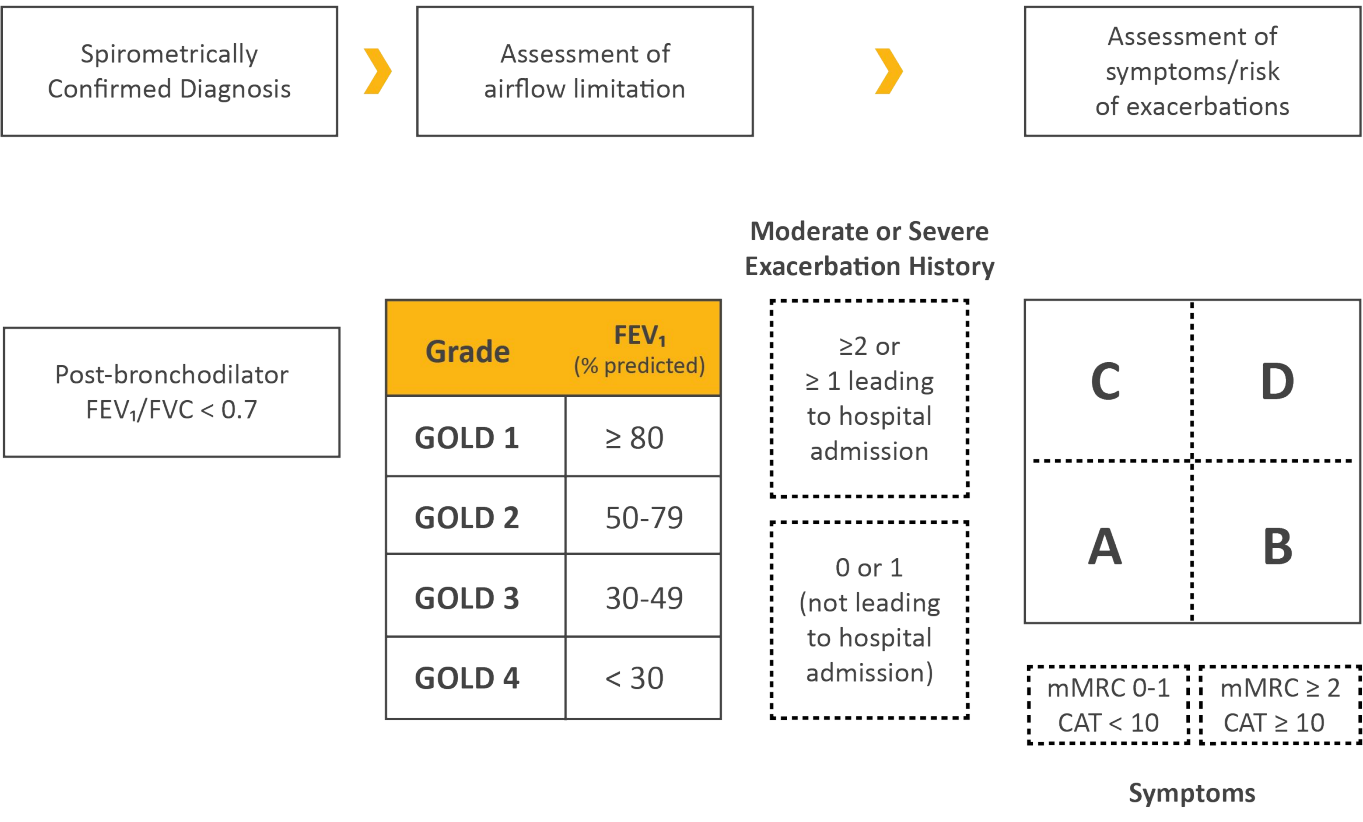 Spirometrically
Confirmed Diagnosis
Assessment of
airflow limitation
Assessment of
symptoms/risk
of exacerbations
Post-bronchodilator
FEV₁/FVC < 0.7
Grade
FEV₁
(% predicted)
GOLD 1
≥ 80
GOLD 2
50-79
GOLD 3
30-49
GOLD 4
< 30
Moderate or Severe
Exacerbation History
≥2 or
≥ 1 leading
to hospital
admission
0 or 1
(not leading
to hospital
admission)
C
D
A
B
mMRC 0-1
CAT < 10
mMRC ≥ 2
CAT ≥ 10
Symptoms